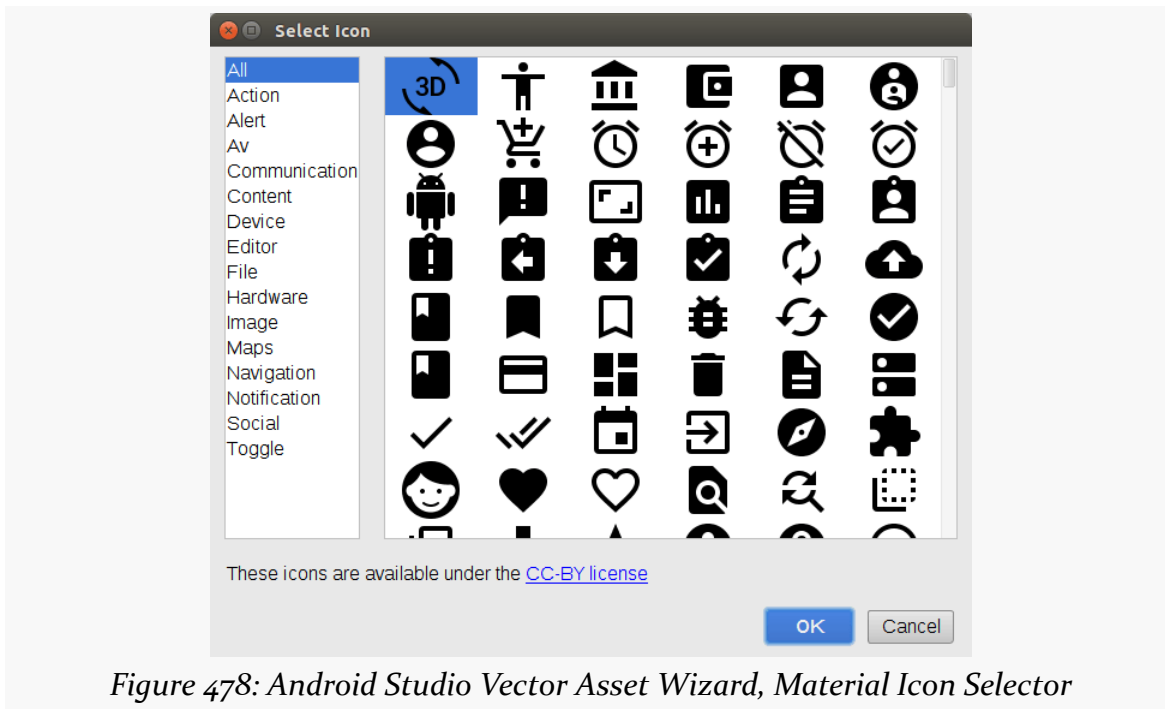 Select Icon
All
Action
Alert
Av
Communication
Content
Device
Editor
File
Hardware
Image
Maps
Navigation
Notification
Social
Toggle
3D
These icons are available under the CC-BY license
OK
Cancel
Figure 478: Android Studio Vector Asset Wizard, Material Icon Selector